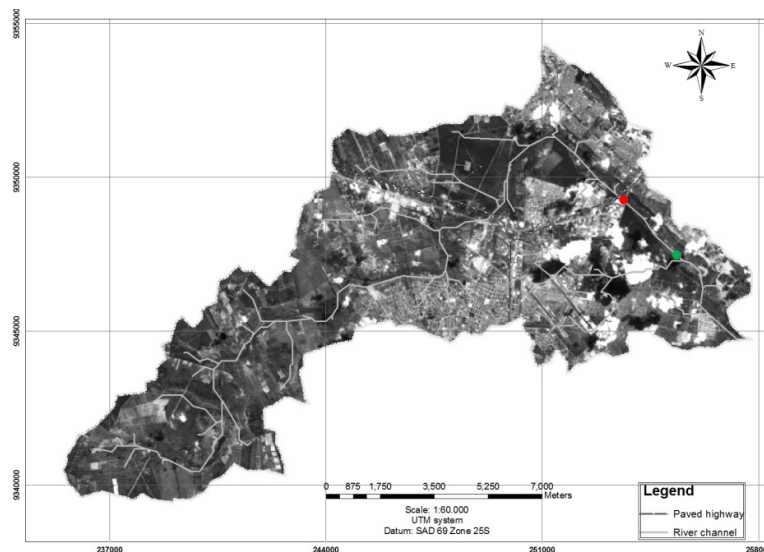 9355000
N
W E
S
9350000
9345000
9340000
0 875 1,750 3,500 5,250 7,000
Meters
Scale: 1:60.000
UTM system
Datum: SAD 69 Zone 25S
Legend
Paved highway
River channel
237000 244000 251000 258000